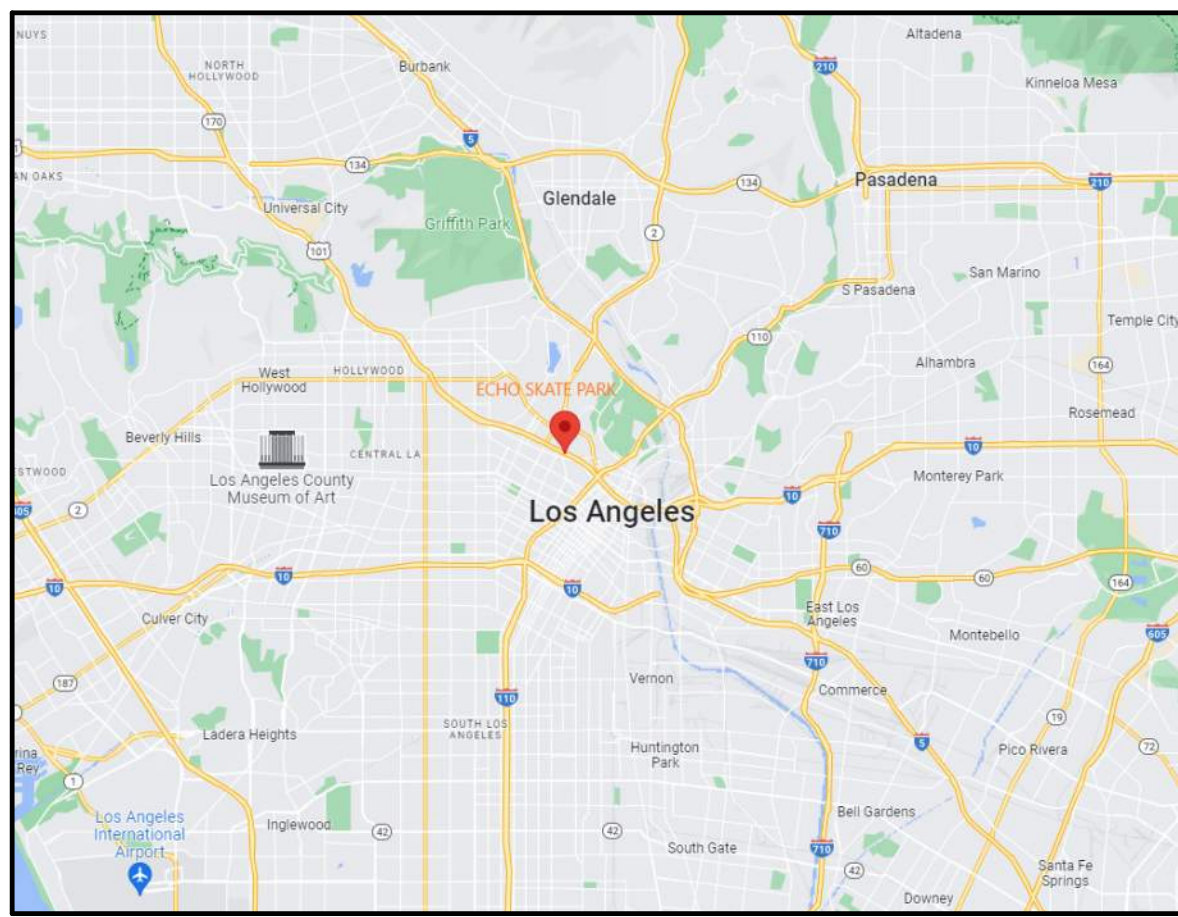 NUYS
Altadena
NORTH
HOLLYWOOD
Burbank
210
Kinneloa Mesa
170
5
134
AN OAKS
134
Pasadena
210
Glendale
Universal City
Griffith Park
2
101
San Marino
S Pasadena
Temple City
110
Alhambra
164
West
Hollywood
HOLLYWOOD
ECHO SKATE PARK
Rosemead
Beverly Hills
CENTRAL LA
10
ESTWOOD
Los Angeles County
Museum of Art
Monterey Park
10
2
405
Los Angeles
710
60
60
10
10
10
164
Culver City
East Los
Angeles
Montebello
605
710
187
Vernon
Commerce
110
19
SOUTH LOS
ANGELES
Ladera Heights
5
72
Huntington
Park
Pico Rivera
rina
Rey
1
Los Angeles
International
Airport
Inglewood
42
42
Bell Gardens
South Gate
710
42
Santa Fe
Springs
Downey